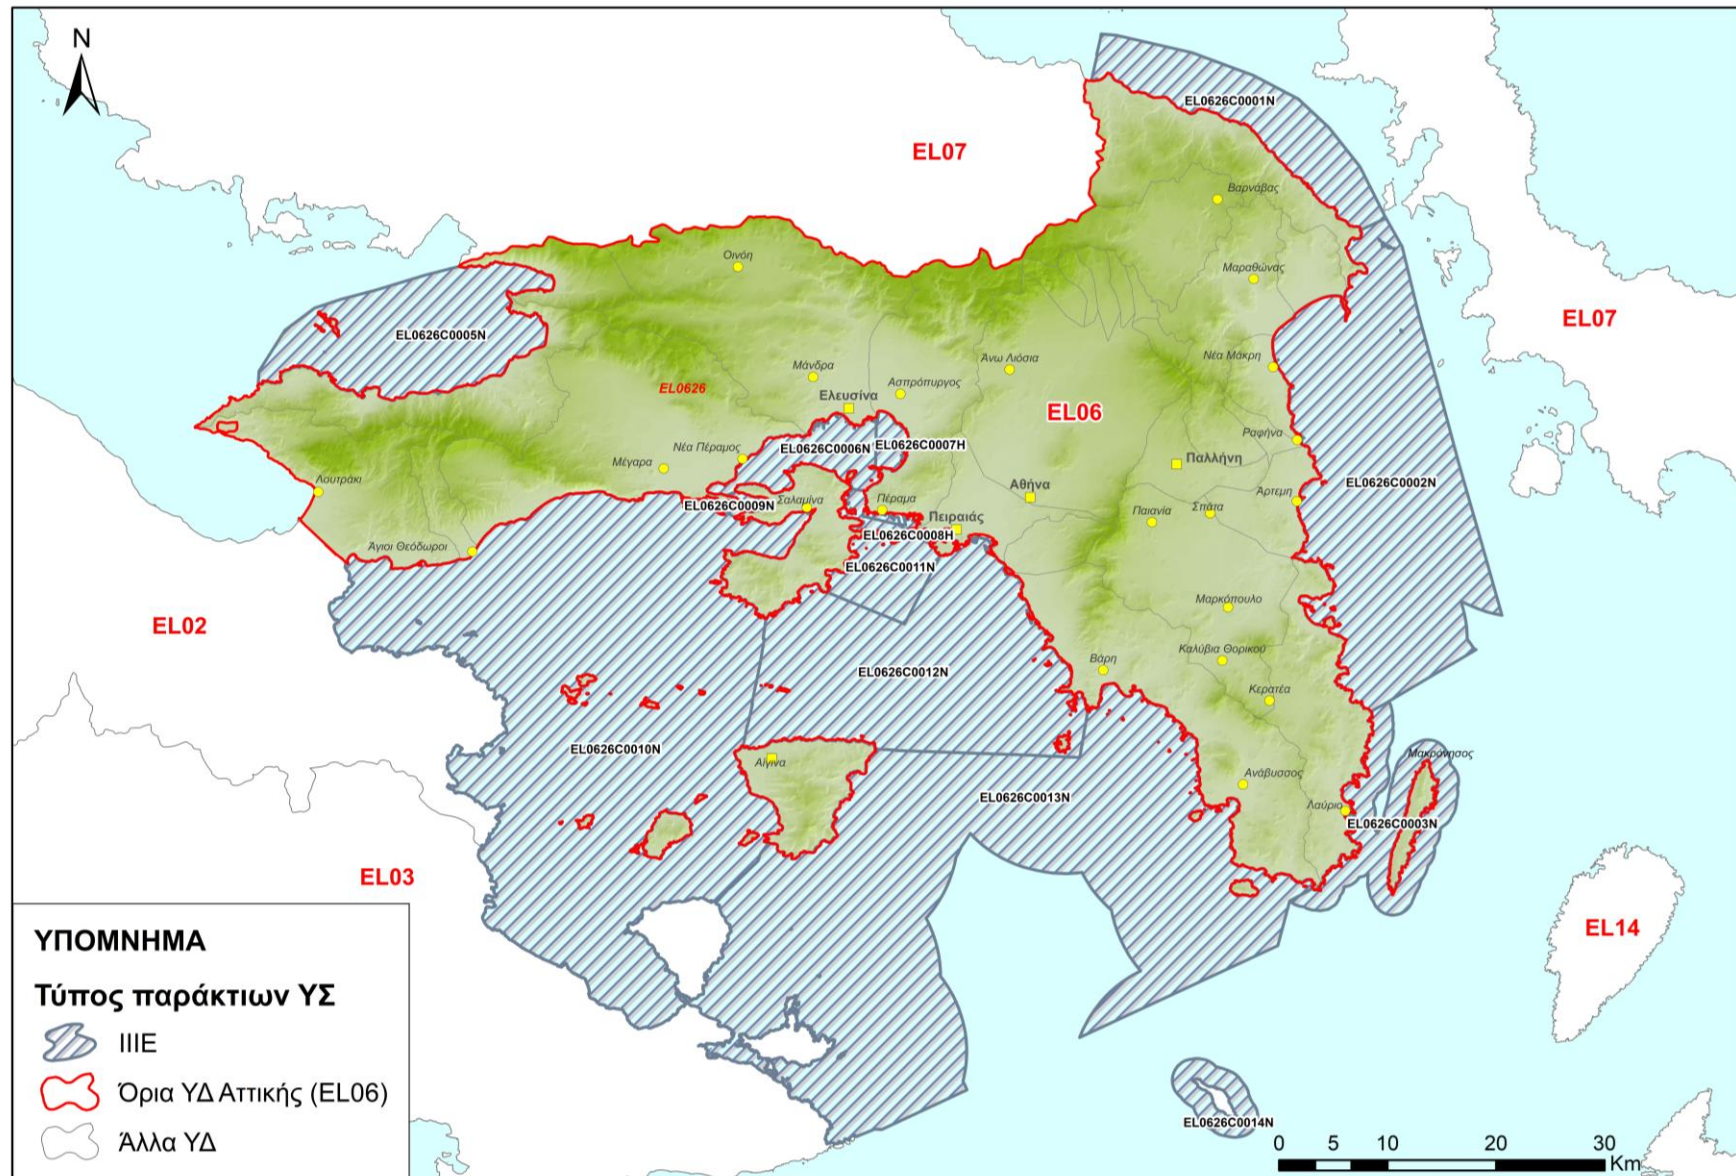 N
EL0626C0001N
EL07
Βαρνάβας
Οινόη
Μαραθώνας
EL07
EL0626C0005N
Νέα Μάκρη
Άνω Λιόσια
Μάνδρα
Ασπρόπυργος
EL0626
Ελευσίνα
EL06
Ραφήνα
EL0626C0006N
EL0626C0007H
Νέα Πέραμος
Μέγαρα
Παλλήνη
Λουτράκι
EL0626C0002N
Αθήνα
Άρτεμη
EL0626C0009N
Σαλαμίνα
Πέραμα
Παιανία
Σπάτα
Πειραιάς
EL0626C0008H
Άγιοι Θεόδωροι
EL0626C0011N
Μαρκόπουλο
EL02
Καλύβια Θορικού
Βάρη
EL0626C0012N
Κερατέα
EL0626C0010N
Μακρόνησος
Αίγινα
Ανάβυσσος
EL0626C0013N
Λαύριο
EL0626C0003N
EL03
EL14
ΥΠΟΜΝΗΜΑ
Τύπος παράκτιων ΥΣ
IIIE
Όρια ΥΔ Αττικής (EL06)
Άλλα ΥΔ
EL0626C0014N
0 5 10 20 30
Km